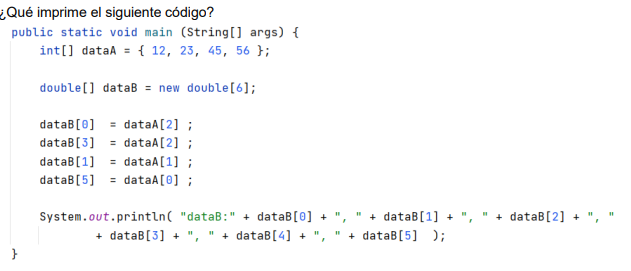 ¿Qué imprime el siguiente código?
public static void main (String[] args) {
int[] dataA = { 12, 23, 45, 56 };
double[] dataB = new double[6];
dataB[0]  = dataA[2] ;
dataB[3]  = dataA[2] ;
dataB[1]  = dataA[1] ;
dataB[5]  = dataA[0] ;
System.out.println( "dataB:" + dataB[0] + ", " + dataB[1] + ", " + dataB[2] + ", "
+ dataB[3] + ", " + dataB[4] + ", " + dataB[5]  );
}